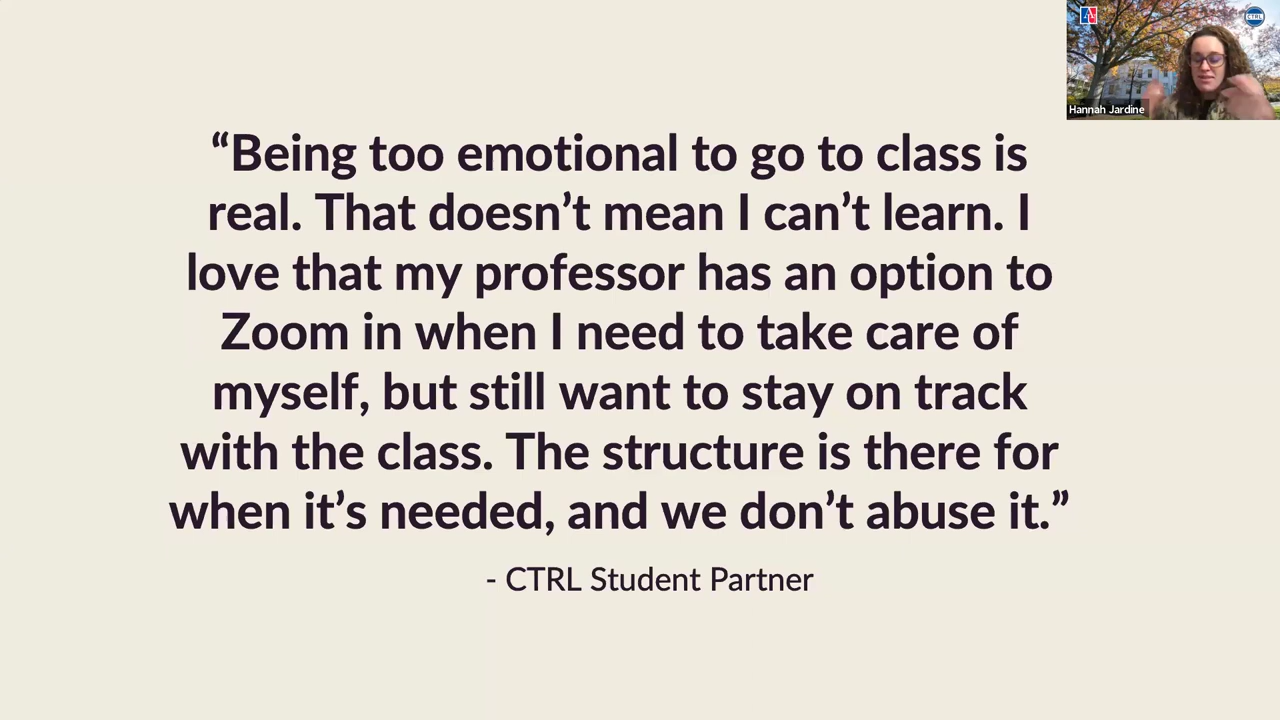 CTRL
Hannah Jardine
“Being too emotional to go to class is
real. That doesn’t mean I can’t learn. I
love that my professor has an option to
Zoom in when I need to take care of
myself, but still want to stay on track
with the class. The structure is there for
when it’s needed, and we don’t abuse it.”
- CTRL Student Partner